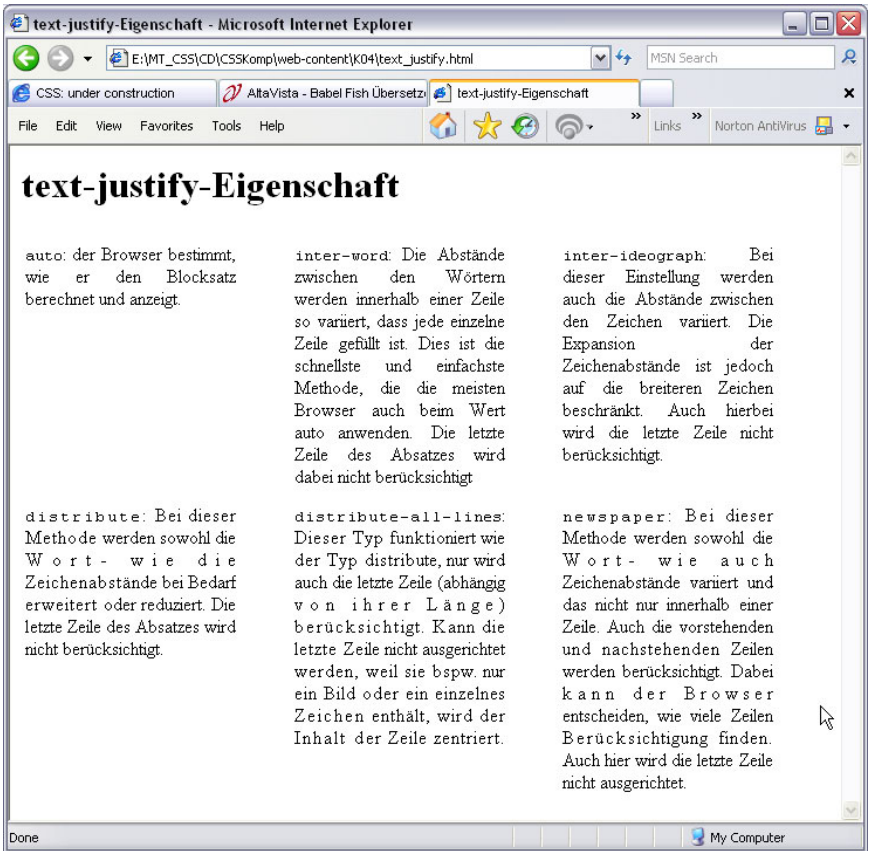 text-justify-Eigenschaft - Microsoft Internet Explorer
E:\MT_CSS\CD\CSSKomp\web-content\K04\text_justify.html
MSN Search
CSS: under construction
AltaVista - Babel Fish Übersetz
text-justify-Eigenschaft
File Edit View Favorites Tools Help
» Links » Norton AntiVirus
text-justify-Eigenschaft
auto: der Browser bestimmt,
wie er den Blocksatz
berechnet und anzeigt.
inter-word: Die Abstände
zwischen den Wörtern
werden innerhalb einer Zeile
so variiert, dass jede einzelne
Zeile gefüllt ist. Dies ist die
schnellste und einfachste
Methode, die die meisten
Browser auch beim Wert
auto anwenden. Die letzte
Zeile des Absatzes wird
dabei nicht berücksichtigt
inter-ideograph: Bei
dieser Einstellung werden
auch die Abstände zwischen
den Zeichen variiert. Die
Expansion der
Zeichenabstände ist jedoch
auf die breiteren Zeichen
beschränkt. Auch hierbei
wird die letzte Zeile nicht
berücksichtigt.
distribute: Bei dieser
Methode werden sowohl die
Wort- wie die
Zeichenabstände bei Bedarf
erweitert oder reduziert. Die
letzte Zeile des Absatzes wird
nicht berücksichtigt.
distribute-all-lines:
Dieser Typ funktioniert wie
der Typ distribute, nur wird
auch die letzte Zeile (abhängig
von ihrer Länge)
berücksichtigt. Kann die
letzte Zeile nicht ausgerichtet
werden, weil sie bspw. nur
ein Bild oder ein einzelnes
Zeichen enthält, wird der
Inhalt der Zeile zentriert.
newspaper: Bei dieser
Methode werden sowohl die
Wort- wie auch
Zeichenabstände variiert und
das nicht nur innerhalb einer
Zeile. Auch die vorstehenden
und nachstehenden Zeilen
werden berücksichtigt. Dabei
kann der Browser
entscheiden, wie viele Zeilen
Berücksichtigung finden.
Auch hier wird die letzte Zeile
nicht ausgerichtet.
Done
My Computer